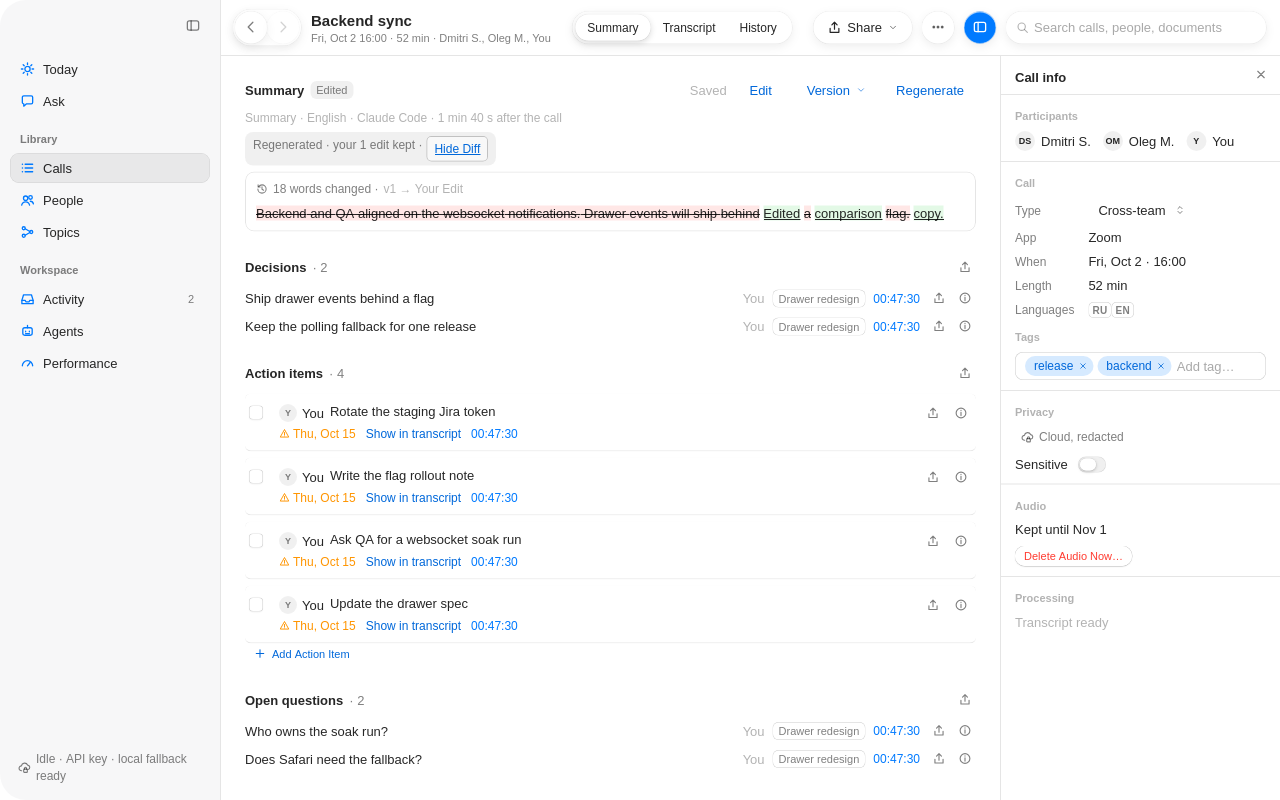 Today
Ask
Library
Calls
People
Topics
Workspace
Activity 2
Agents
Performance
Idle · API key · local fallback ready
Backend sync
Fri, Oct 2 16:00 · 52 min · Dmitri S., Oleg M., You
Summary Transcript History
Share
Search calls, people, documents
Summary Edited Saved Edit Version Regenerate
Summary · English · Claude Code · 1 min 40 s after the call
Regenerated · your 1 edit kept · Hide Diff
18 words changed · v1 → Your Edit
Backend and QA aligned on the websocket notifications. Drawer events will ship behind Edited a comparison flag. copy.
Decisions · 2
Ship drawer events behind a flag You Drawer redesign 00:47:30
Keep the polling fallback for one release You Drawer redesign 00:47:30
Action items · 4
Y You Rotate the staging Jira token
Thu, Oct 15 Show in transcript 00:47:30
Y You Write the flag rollout note
Thu, Oct 15 Show in transcript 00:47:30
Y You Ask QA for a websocket soak run
Thu, Oct 15 Show in transcript 00:47:30
Y You Update the drawer spec
Thu, Oct 15 Show in transcript 00:47:30
Add Action Item
Open questions · 2
Who owns the soak run? You Drawer redesign 00:47:30
Does Safari need the fallback? You Drawer redesign 00:47:30
Call info
Participants
DS Dmitri S. OM Oleg M. Y You
Call
Type Cross-team
App Zoom
When Fri, Oct 2 · 16:00
Length 52 min
Languages RU EN
Tags
release × backend × Add tag…
Privacy
Cloud, redacted
Sensitive
Audio
Kept until Nov 1
Delete Audio Now…
Processing
Transcript ready